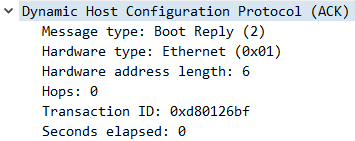 Dynamic Host Configuration Protocol (ACK)
Message type: Boot Reply (2)
Hardware type: Ethernet (0x01)
Hardware address length: 6
Hops: 0
Transaction ID: 0xd80126bf
Seconds elapsed: 0